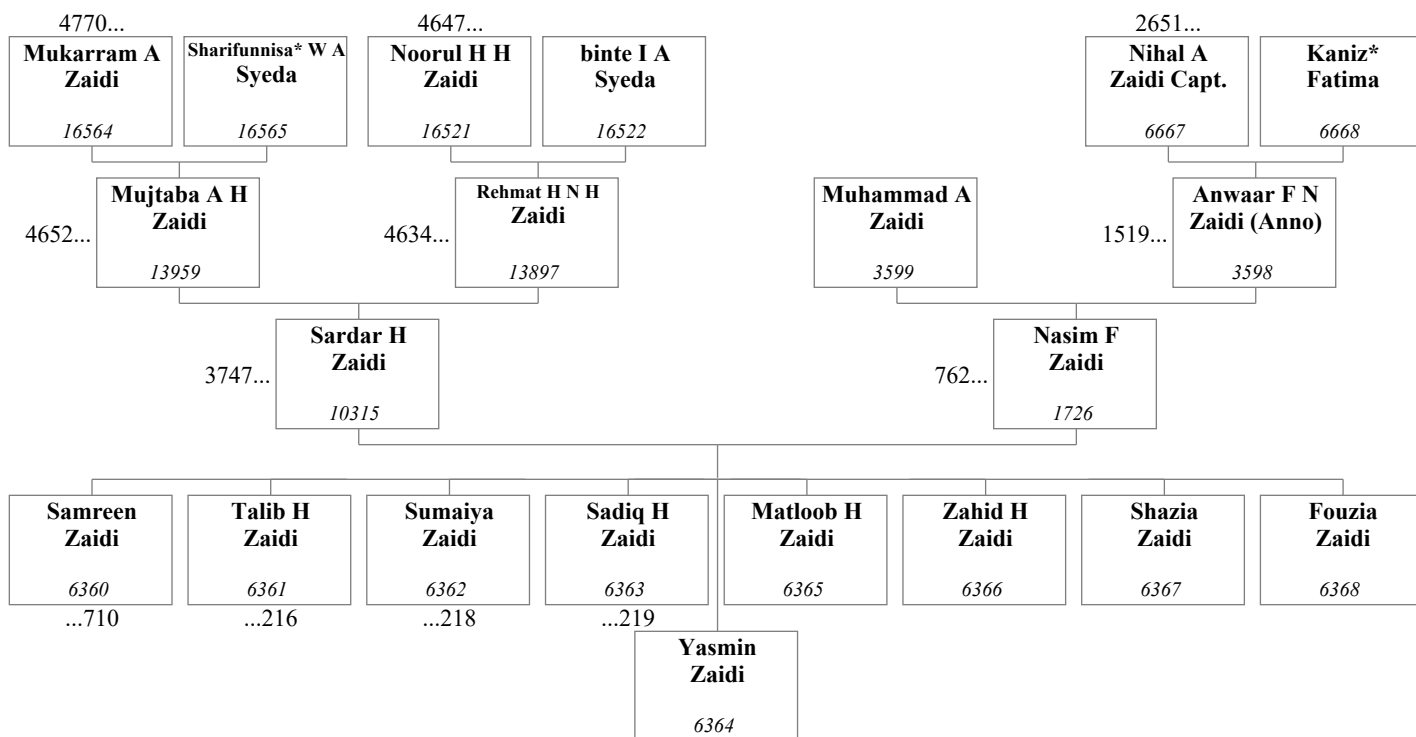 4770...
4647...
2651...
Mukarram A
Zaidi
16564
Sharifunnisa* W A
Syeda
16565
Noorul H H
Zaidi
16521
binte I A
Syeda
16522
Nihal A
Zaidi Capt.
6667
Kaniz*
Fatima
6668
4652...
Mujtaba A H
Zaidi
13959
4634...
Rehmat H N H
Zaidi
13897
Muhammad A
Zaidi
3599
1519...
Anwaar F N
Zaidi (Anno)
3598
3747...
Sardar H
Zaidi
10315
762...
Nasim F
Zaidi
1726
Samreen
Zaidi
6360
...710
Talib H
Zaidi
6361
...216
Sumaiya
Zaidi
6362
...218
Sadiq H
Zaidi
6363
...219
Matloob H
Zaidi
6365
Zahid H
Zaidi
6366
Shazia
Zaidi
6367
Fouzia
Zaidi
6368
Yasmin
Zaidi
6364